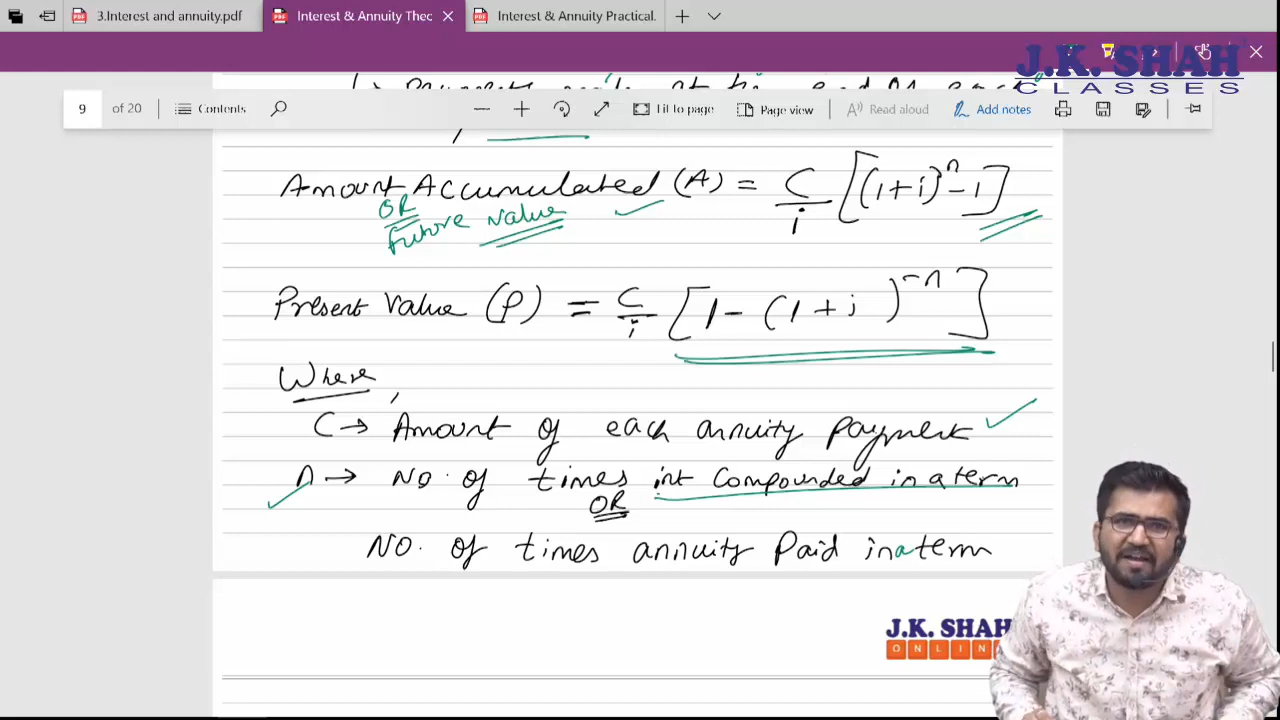 3.Interest and annuity.pdf
Interest & Annuity Thec
Interest & Annuity Practical.
J.K. SHAH
CLASSES
9 of 20
Contents
Fit to page
Page view
Read aloud
Add notes
Amount Accumulated (A) = C/i [(1+i)^n - 1]
OR
future value
Present Value (P) = C/i [1 - (1+i)^-n]
Where,
C → Amount of each annuity payment
n → No. of times int compounded in a term
OR
NO. of times annuity Paid in a term
J.K. SHAH
ONLIN